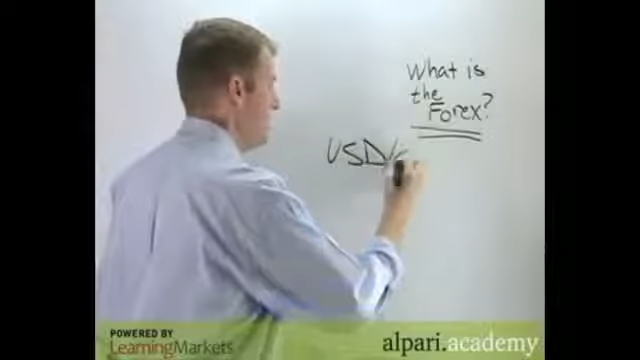 What is
the
Forex?
USD/
POWERED BY
LearningMarkets
alpari.academy